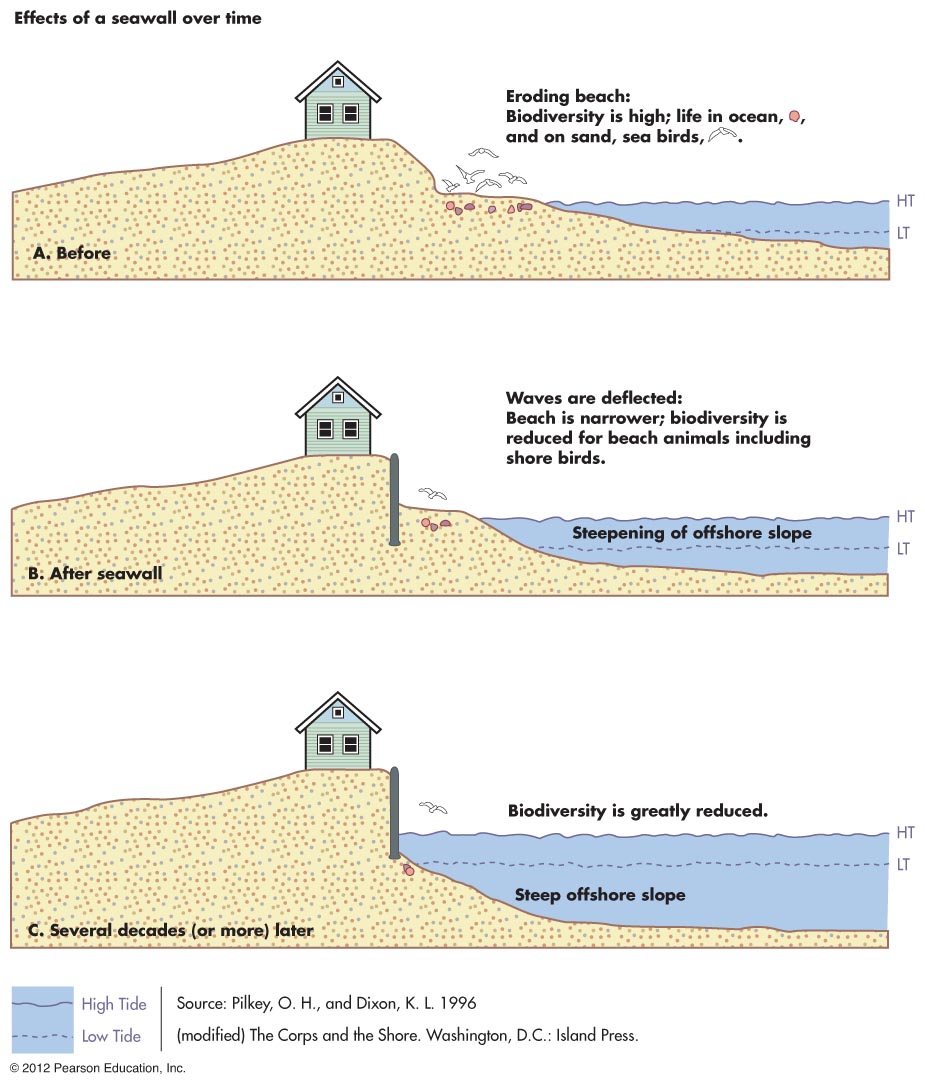 Effects of a seawall over time
Eroding beach:
Biodiversity is high; life in ocean, ,
and on sand, sea birds, .
HT
LT
A. Before
Waves are deflected:
Beach is narrower; biodiversity is
reduced for beach animals including
shore birds.
HT
Steepening of offshore slope
LT
B. After seawall
Biodiversity is greatly reduced.
HT
LT
Steep offshore slope
C. Several decades (or more) later
High Tide
Low Tide
Source: Pilkey, O. H., and Dixon, K. L. 1996
(modified) The Corps and the Shore. Washington, D.C.: Island Press.
© 2012 Pearson Education, Inc.